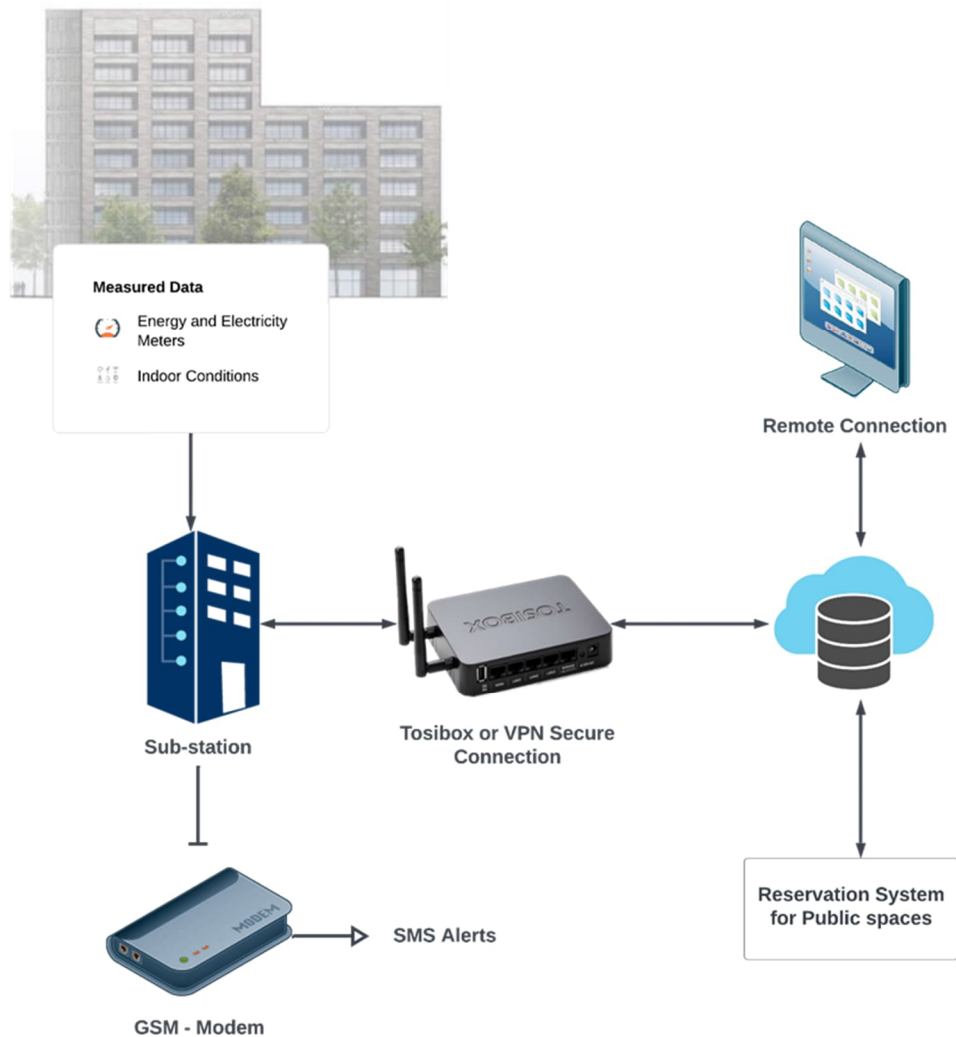 Measured Data
Energy and Electricity
Meters
Indoor Conditions
Remote Connection
TOSIBOX
Tosibox or VPN Secure
Connection
Sub-station
Reservation System
for Public spaces
MODEM
SMS Alerts
GSM - Modem